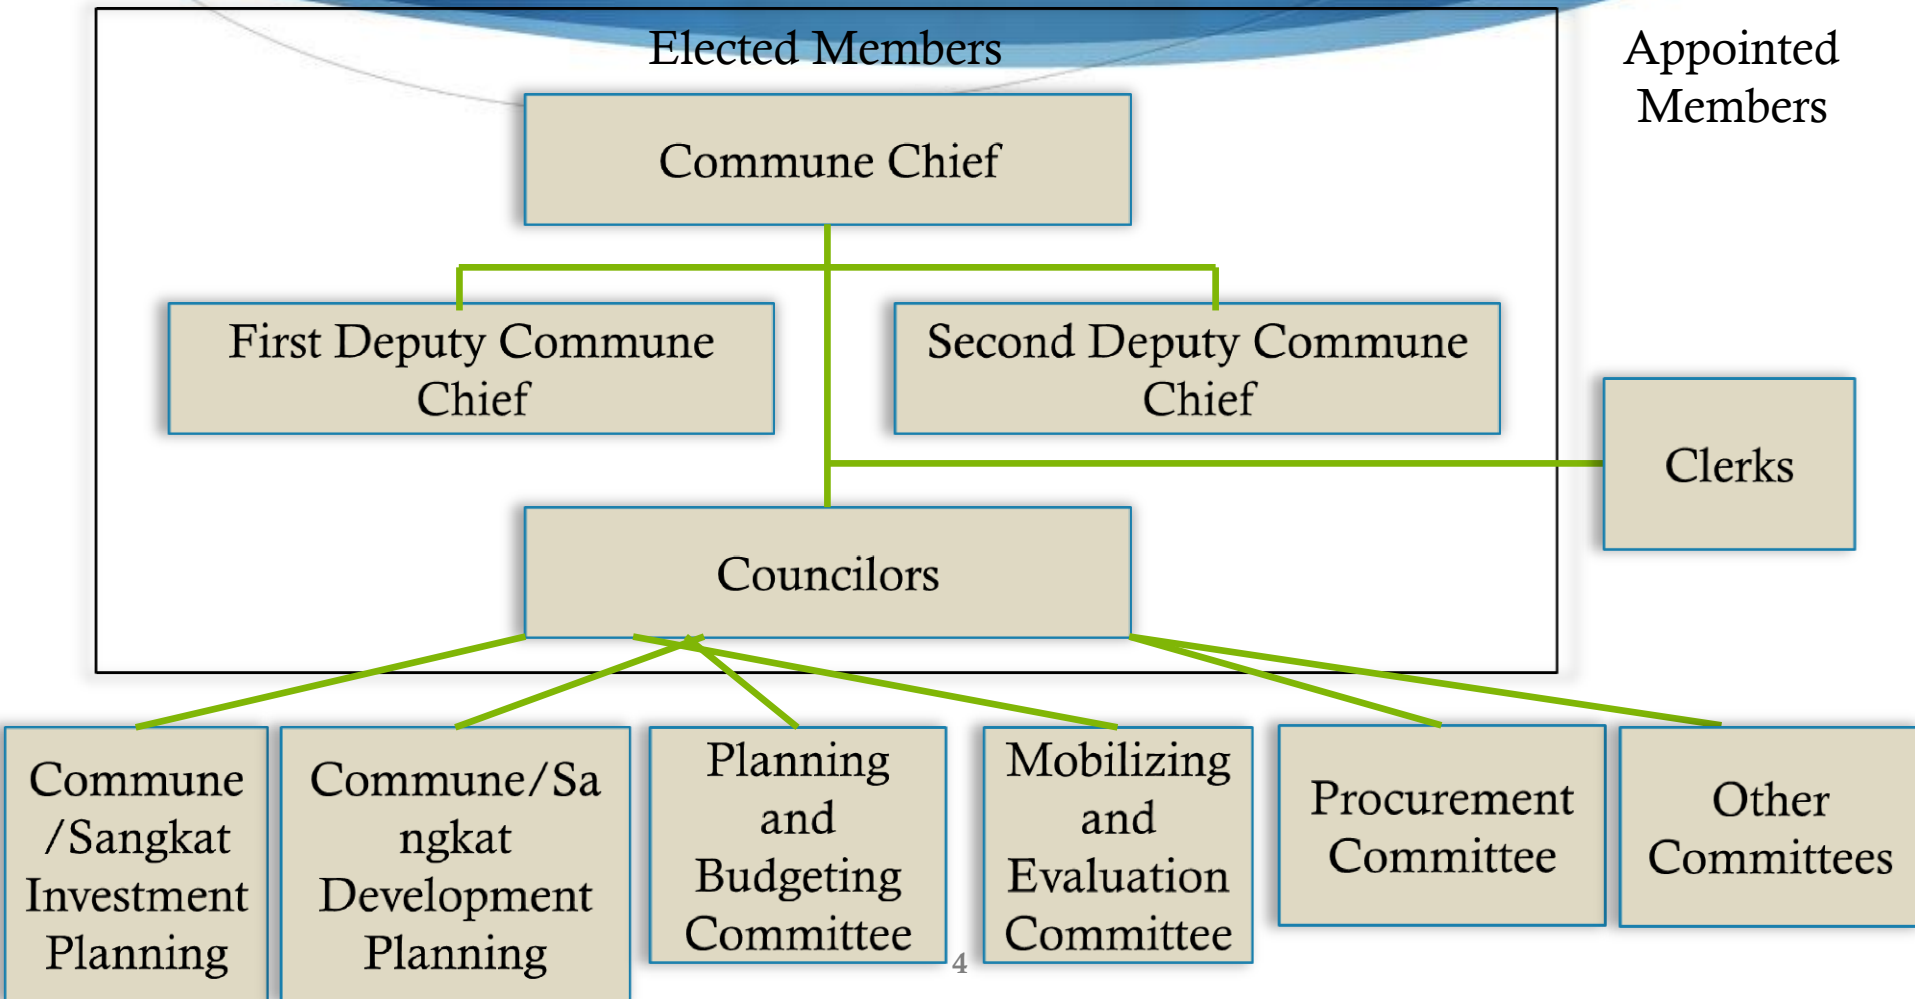 Elected Members
Appointed
Members
Commune Chief
First Deputy Commune
Chief
Second Deputy Commune
Chief
Clerks
Councilors
Commune
/Sangkat
Investment
Planning
Commune/Sa
ngkat
Development
Planning
Planning
and
Budgeting
Committee
Mobilizing
and
Evaluation
Committee
Procurement
Committee
Other
Committees
4